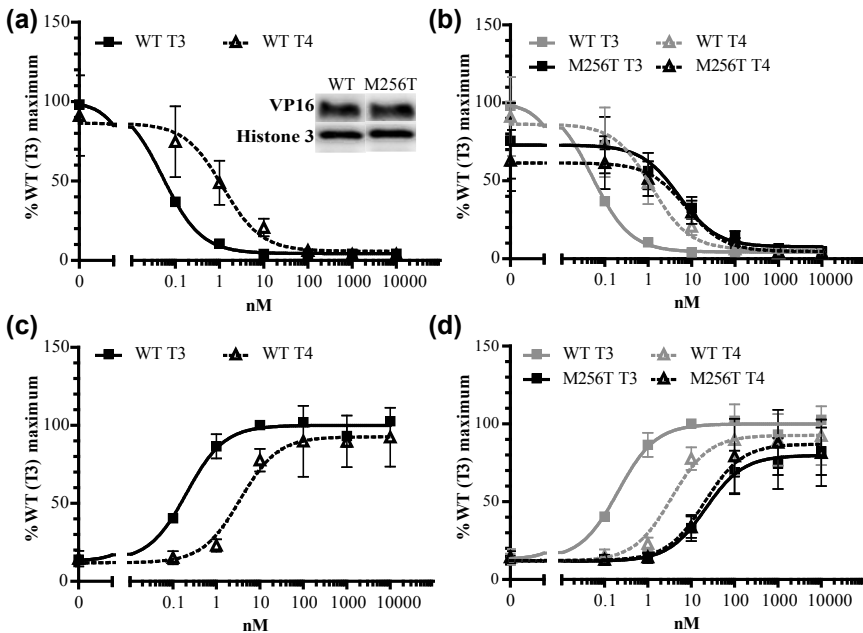 (a)
WT T3 WT T4
150
100
50
0
% WT (T3) maximum
WT M256T
VP16
Histone 3
0 0.1 1 10 100 1000 10000
nM
(b)
WT T3 WT T4
M256T T3 M256T T4
150
100
50
0
% WT (T3) maximum
0 0.1 1 10 100 1000 10000
nM
(c)
WT T3 WT T4
150
100
50
0
% WT (T3) maximum
0 0.1 1 10 100 1000 10000
nM
(d)
WT T3 WT T4
M256T T3 M256T T4
150
100
50
0
% WT (T3) maximum
0 0.1 1 10 100 1000 10000
nM